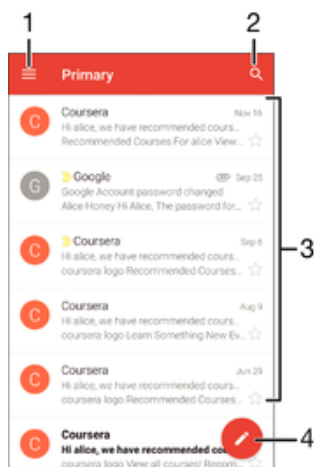 1
2
Primary
Coursera Nov 16
Hi alice, we have recommended cours...
Recommended Courses For alice View...
Google Sep 25
Google Account password changed
Alice Honey Hi Alice, The password for...
Coursera Sep 6
Hi alice, we have recommended cours...
coursera logo Recommended Courses...
Coursera Aug 9
Hi alice, we have recommended cours...
coursera logo Learn Something New Ev...
Coursera Jun 29
Hi alice, we have recommended cours...
coursera logo Recommended Courses...
3
Coursera
Hi alice, we have recommended co
coursera logo View all courses! Recom...
4
C
G
C
C
C
C